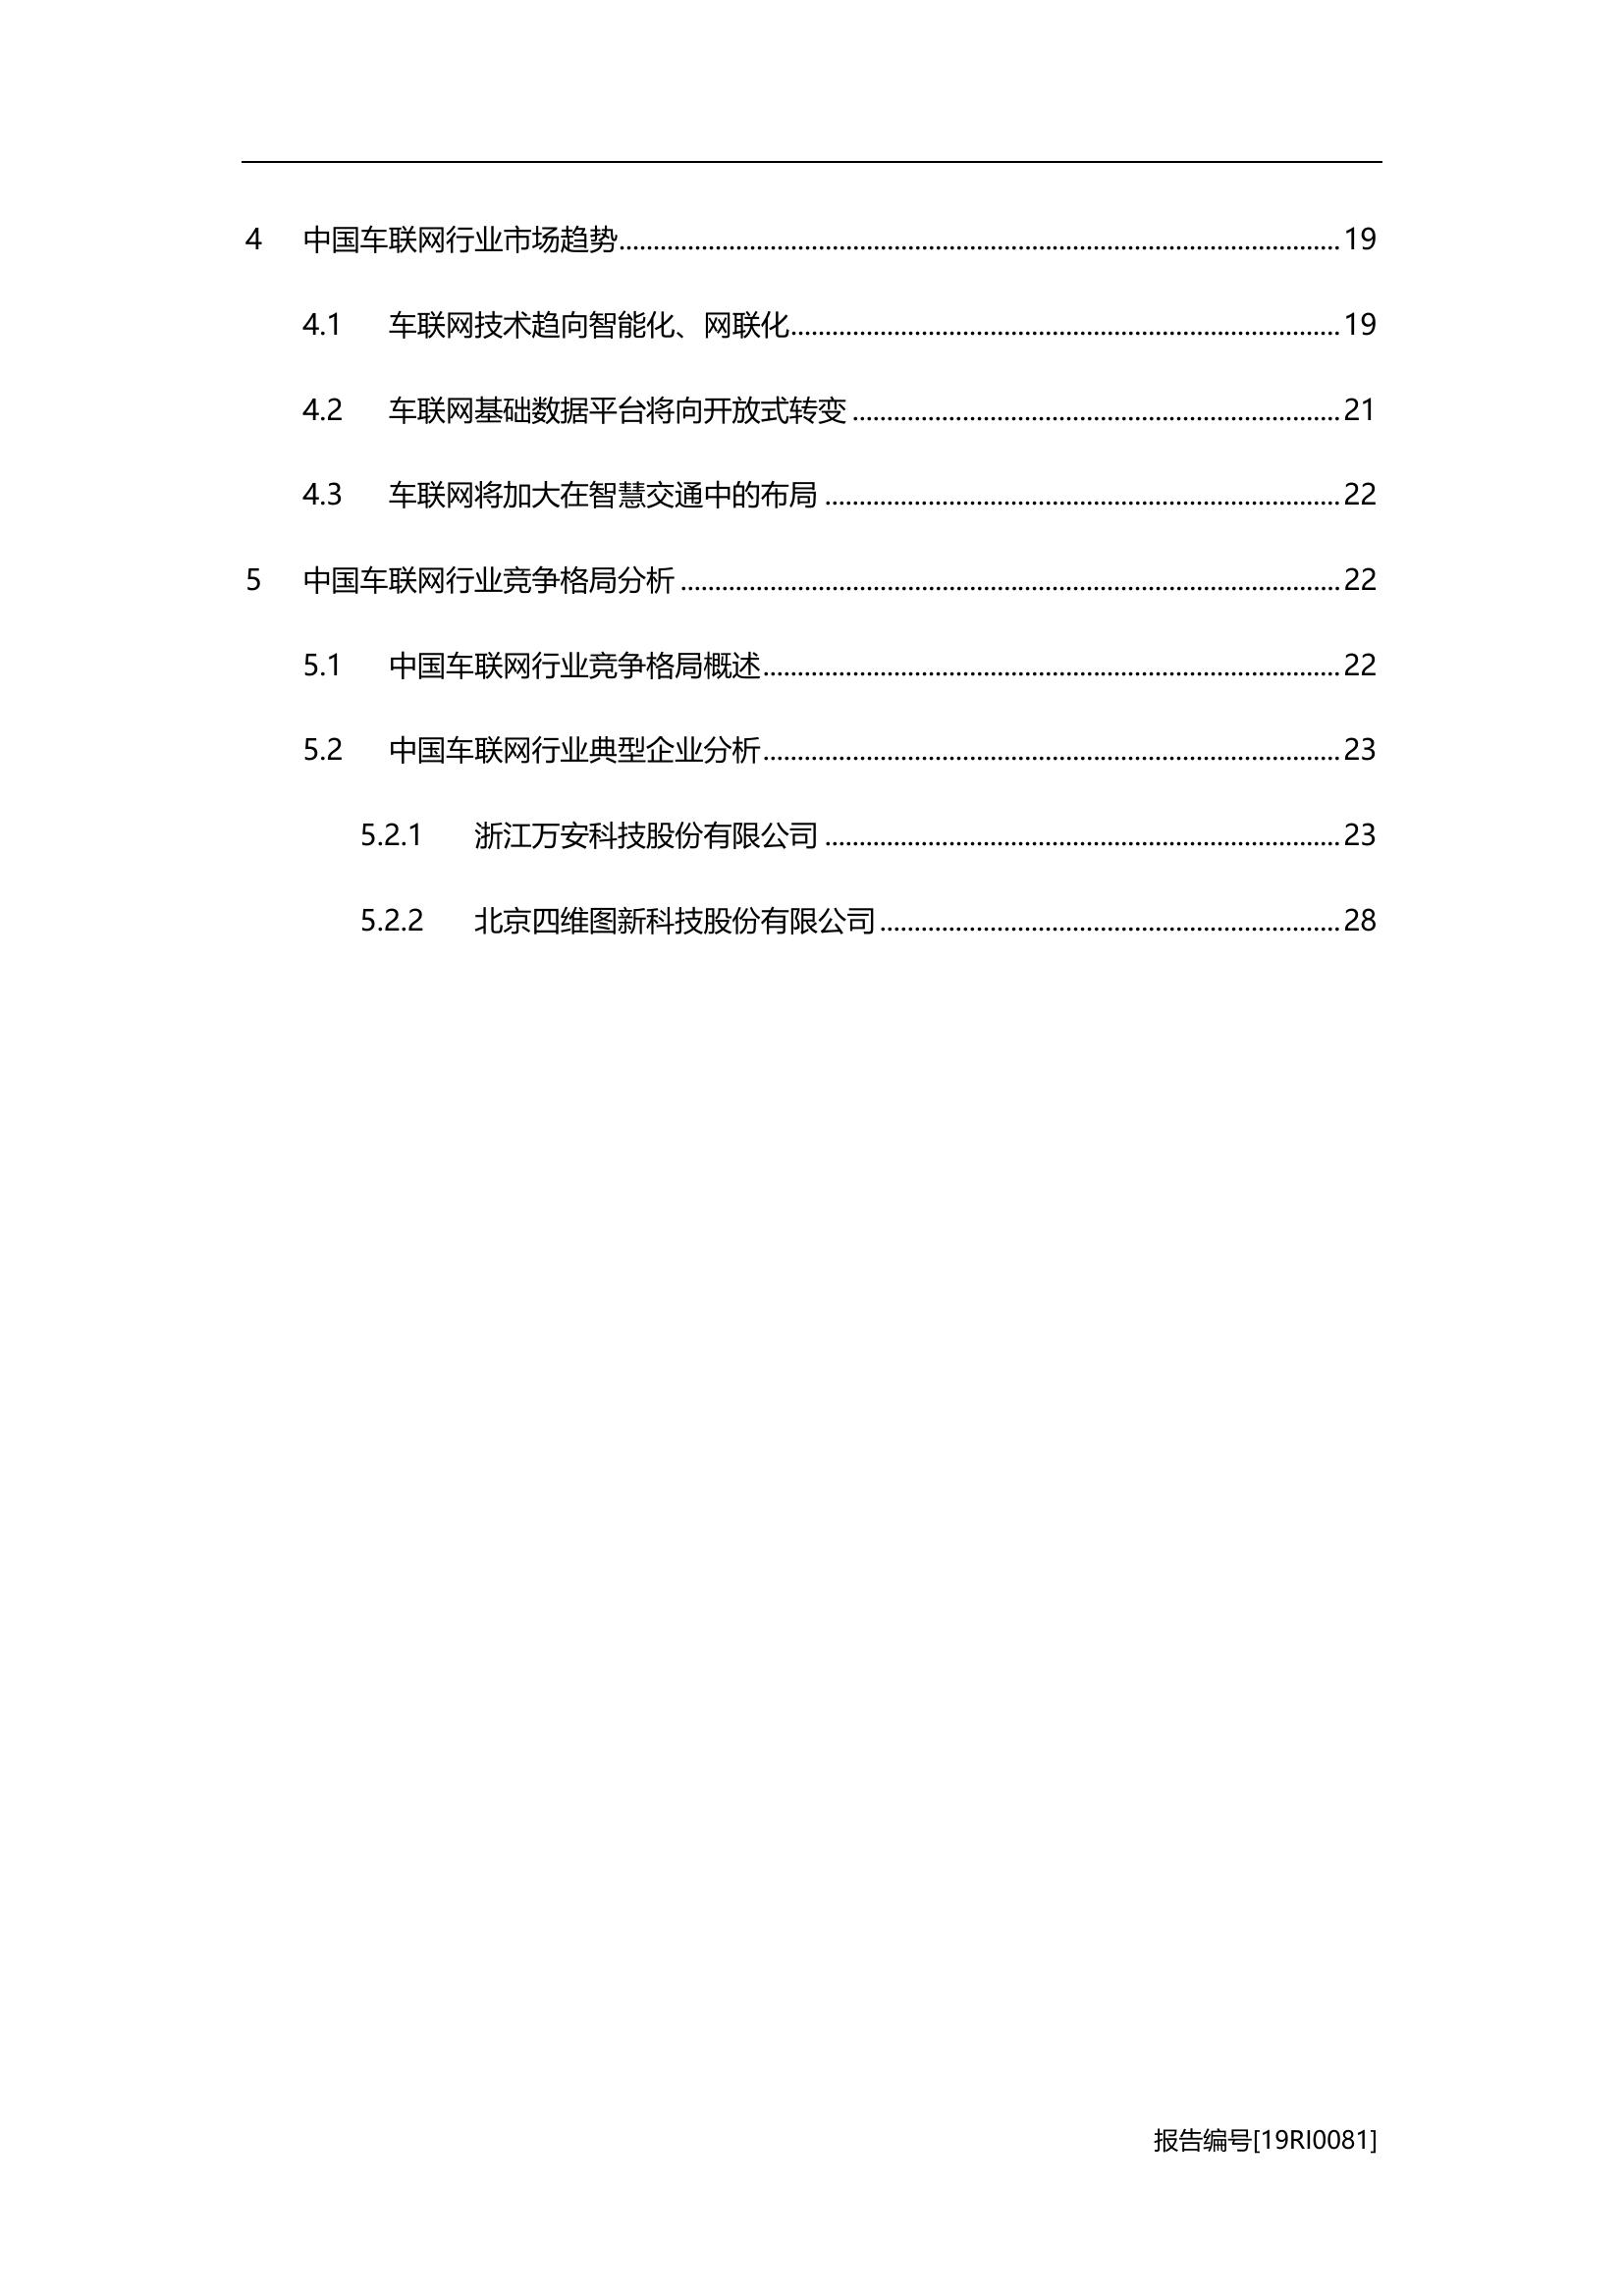 4 中国车联网行业市场趋势 19
4.1 车联网技术趋向智能化、网联化 19
4.2 车联网基础数据平台将向开放式转变 21
4.3 车联网将加大在智慧交通中的布局 22
5 中国车联网行业竞争格局分析 22
5.1 中国车联网行业竞争格局概述 22
5.2 中国车联网行业典型企业分析 23
5.2.1 浙江万安科技股份有限公司 23
5.2.2 北京四维图新科技股份有限公司 28
报告编号[19RI0081]